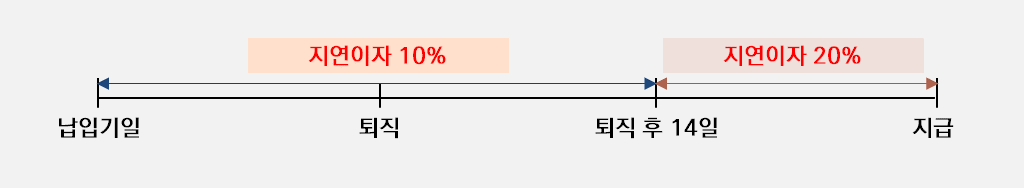 지연이자 10%
지연이자 20%
납입기일
퇴직
퇴직 후 14일
지급